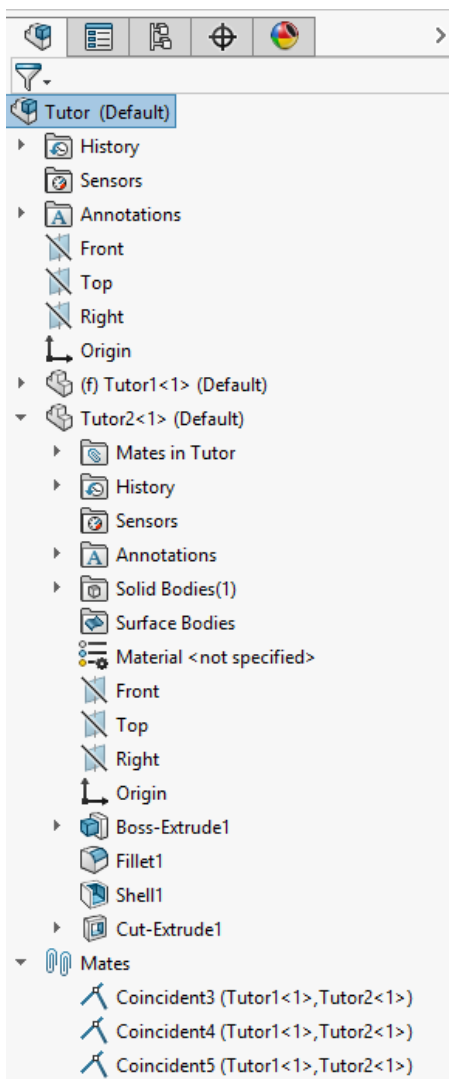 Tutor (Default)
History
Sensors
Annotations
Front
Top
Right
Origin
(f) Tutor1<1> (Default)
Tutor2<1> (Default)
Mates in Tutor
History
Sensors
Annotations
Solid Bodies(1)
Surface Bodies
Material <not specified>
Front
Top
Right
Origin
Boss-Extrude1
Fillet1
Shell1
Cut-Extrude1
Mates
Coincident3 (Tutor1<1>,Tutor2<1>)
Coincident4 (Tutor1<1>,Tutor2<1>)
Coincident5 (Tutor1<1>,Tutor2<1>)